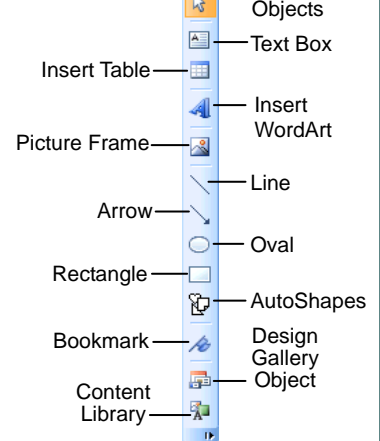 Objects
Text Box
Insert Table
Insert
WordArt
Picture Frame
Line
Arrow
Oval
Rectangle
AutoShapes
Bookmark
Design
Gallery
Object
Content
Library